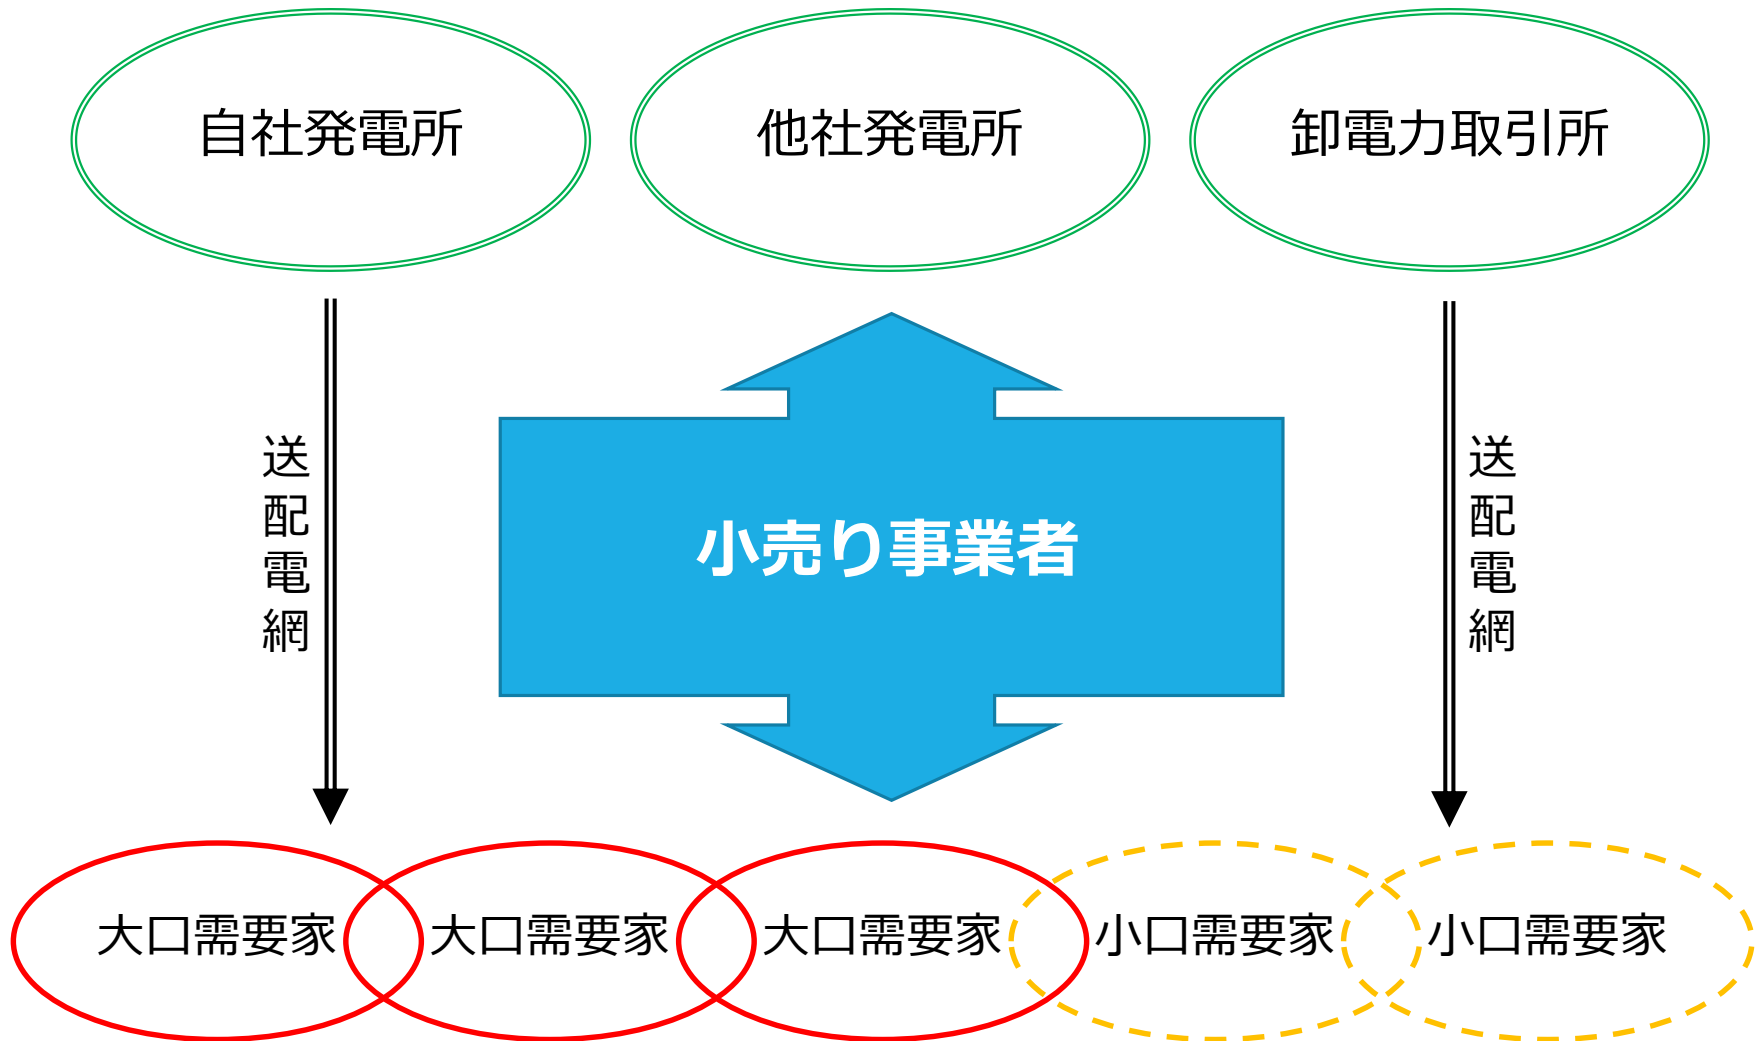 自社発電所
他社発電所
卸電力取引所
送配電網
小売り事業者
送配電網
大口需要家
大口需要家
大口需要家
小口需要家
小口需要家